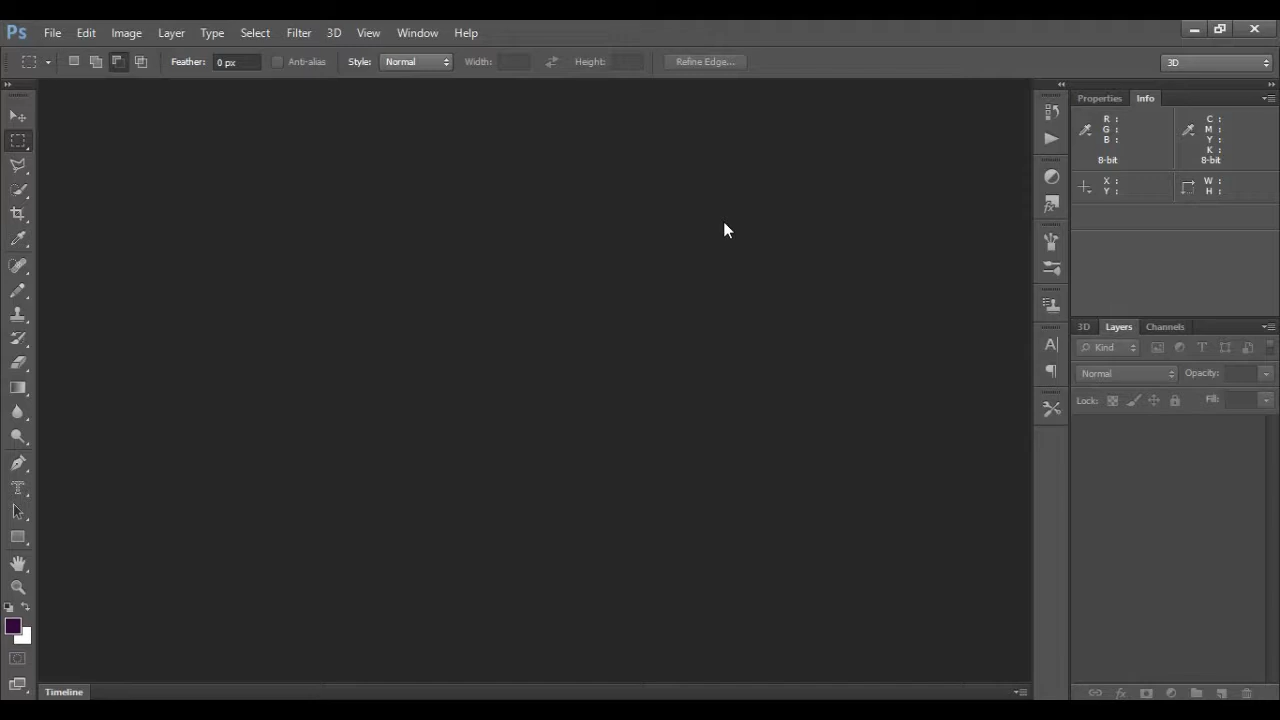 Ps File Edit Image Layer Type Select Filter 3D View Window Help
Feather: 0 px Anti-alias Style: Normal Width: Height: Refine Edge... 3D
Properties Info
R : C :
G : M :
B : Y :
K :
8-bit 8-bit
X : W :
Y : H :
3D Layers Channels
Kind
Normal Opacity:
Lock: Fill:
Timeline